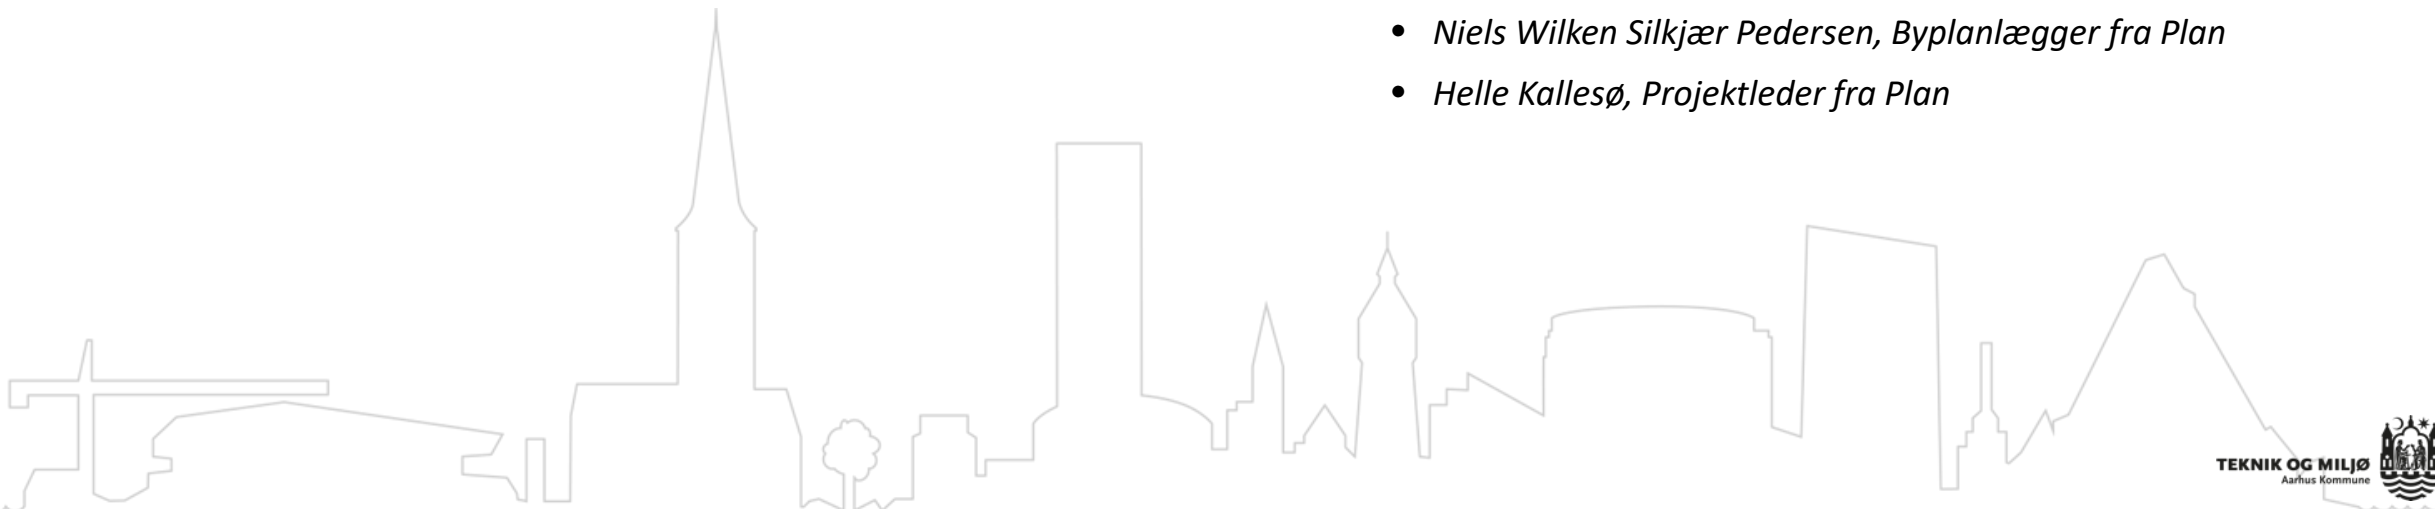 • Niels Wilken Silkjær Pedersen, Byplanlægger fra Plan
• Helle Kallesø, Projektleder fra Plan
TEKNIK OG MILJØ
Aarhus Kommune